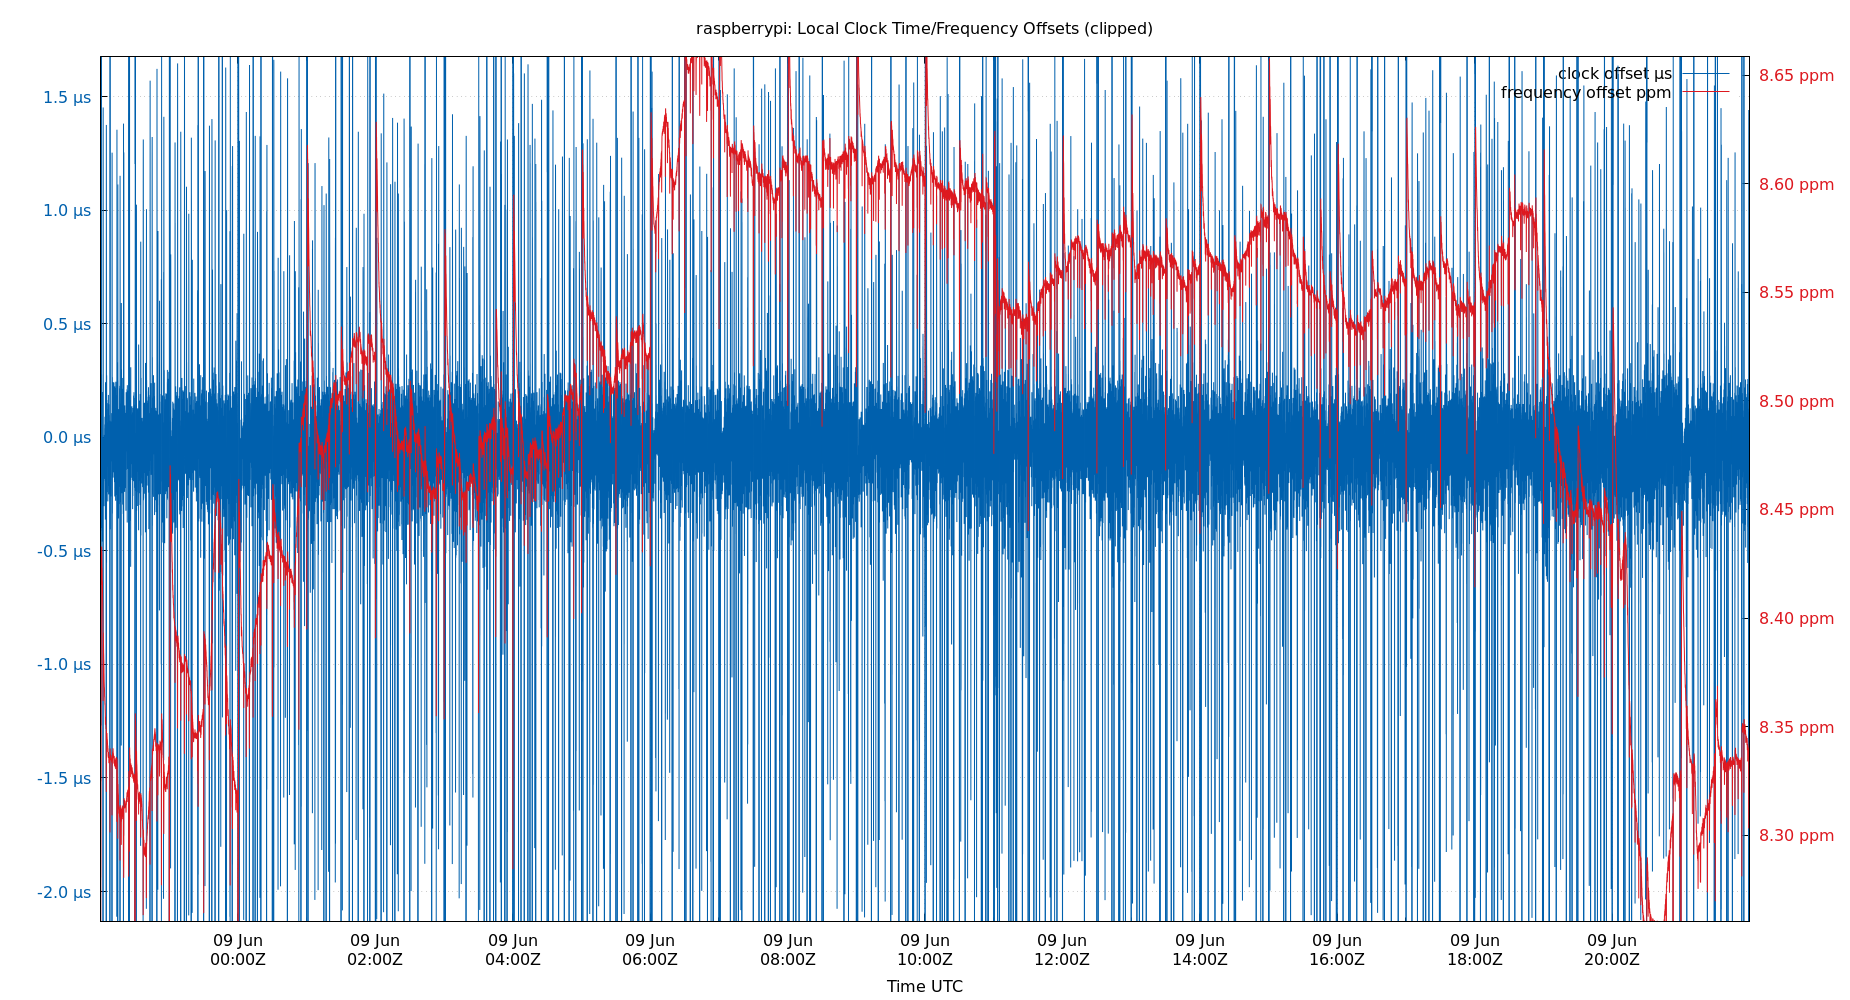 raspberrypi: Local Clock Time/Frequency Offsets (clipped)
clock offset µs
frequency offset ppm
1.5 µs
1.0 µs
0.5 µs
0.0 µs
-0.5 µs
-1.0 µs
-1.5 µs
-2.0 µs
8.65 ppm
8.60 ppm
8.55 ppm
8.50 ppm
8.45 ppm
8.40 ppm
8.35 ppm
8.30 ppm
09 Jun
00:00Z
09 Jun
02:00Z
09 Jun
04:00Z
09 Jun
06:00Z
09 Jun
08:00Z
09 Jun
10:00Z
09 Jun
12:00Z
09 Jun
14:00Z
09 Jun
16:00Z
09 Jun
18:00Z
09 Jun
20:00Z
Time UTC